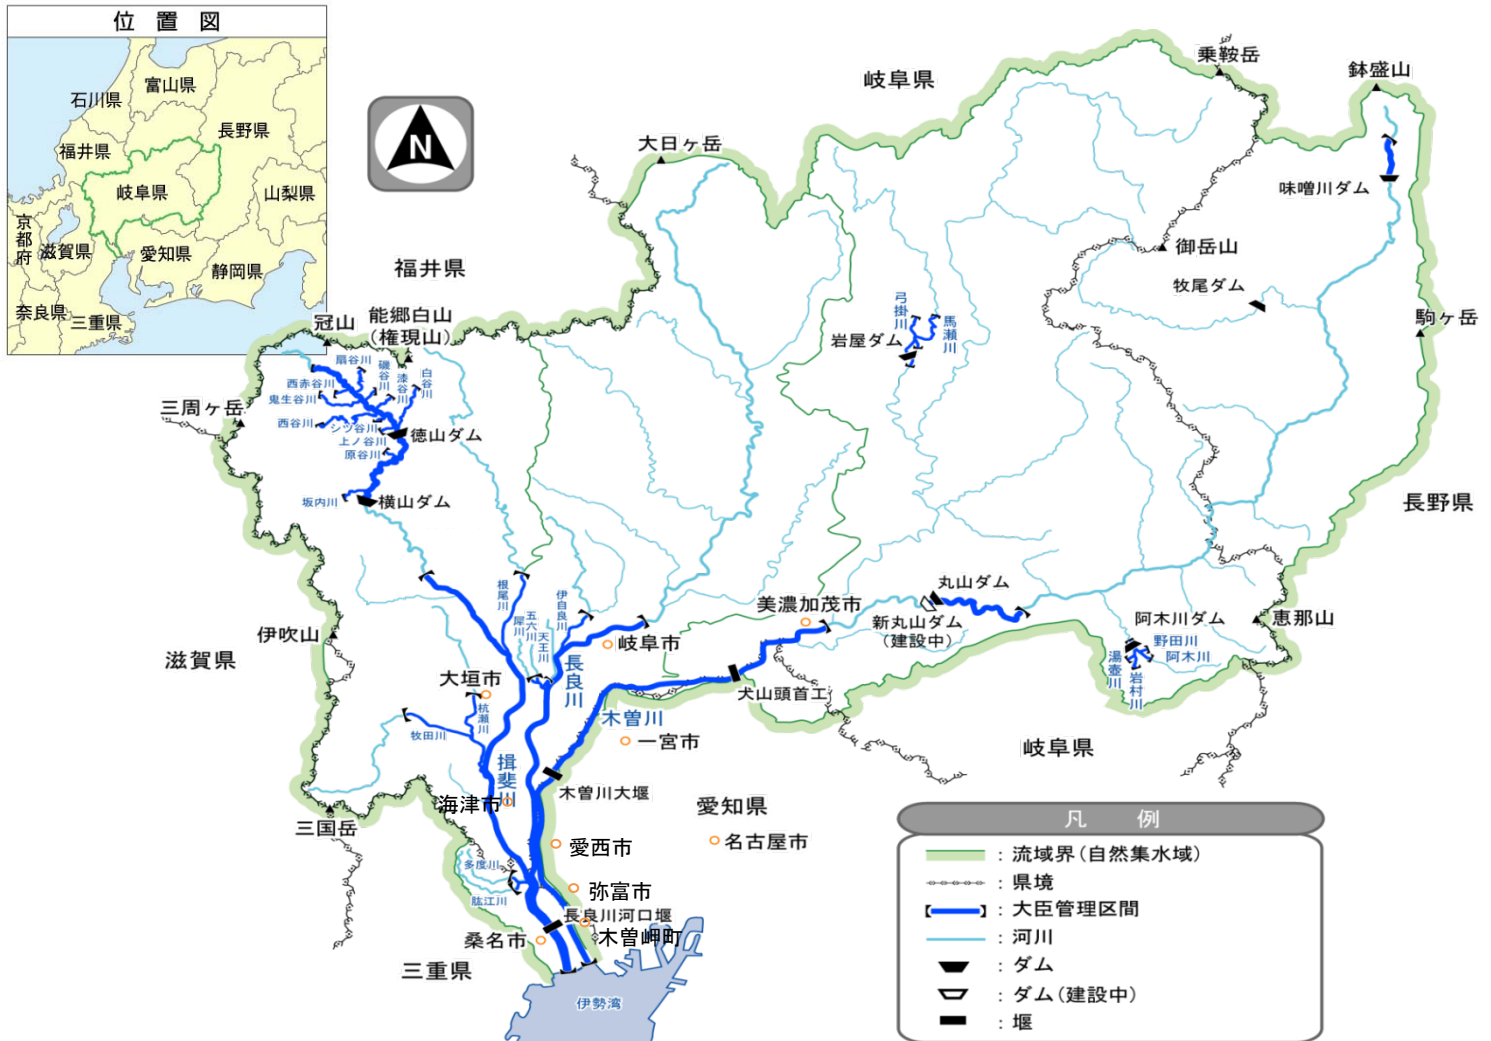 位置図
富山県
石川県
長野県
福井県
岐阜県
山梨県
京都府
滋賀県
愛知県
静岡県
奈良県
三重県
N
岐阜県
乗鞍岳
鉢盛山
大日ヶ岳
味噌川ダム
御岳山
福井県
牧尾ダム
弓掛川
馬瀬川
駒ヶ岳
能郷白山
(権現山)
冠山
岩屋ダム
扇谷川
磯谷川
漆谷川
白谷川
西赤谷川
鬼生谷川
三周ヶ岳
西谷川
シツ谷川
徳山ダム
上ノ谷川
原谷川
坂内川
横山ダム
長野県
根尾川
丸山ダム
伊自良川
美濃加茂市
五六川
犀川
天王川
新丸山ダム
(建設中)
阿木川ダム
恵那山
伊吹山
岐阜市
野田川
阿木川
滋賀県
長良川
湯壺川
岩村川
大垣市
犬山頭首工
杭瀬川
木曽川
牧田川
一宮市
岐阜県
揖斐川
木曽川大堰
海津市
愛知県
三国岳
名古屋市
愛西市
多度川
弥富市
肱江川
長良川河口堰
桑名市
木曽岬町
三重県
伊勢湾
凡例
：流域界(自然集水域)
：県境
：大臣管理区間
：河川
：ダム
：ダム(建設中)
：堰